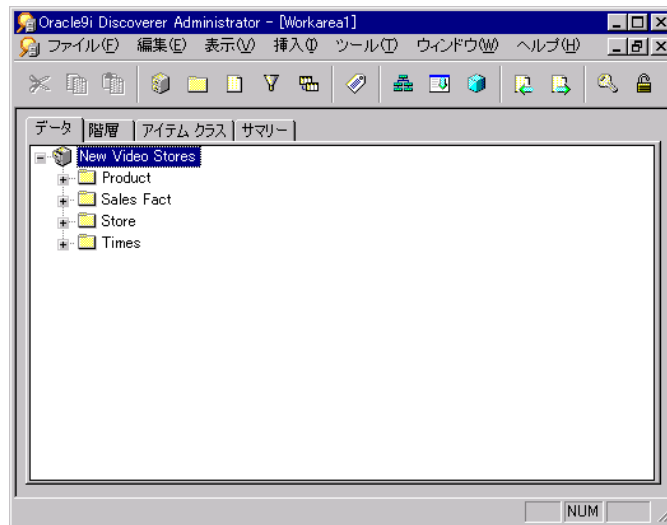 Oracle9i Discoverer Administrator - [Workarea1]
ファイル(F) 編集(E) 表示(V) 挿入(I) ツール(T) ウィンドウ(W) ヘルプ(H)
データ 階層 アイテム クラス サマリー
New Video Stores
Product
Sales Fact
Store
Times
NUM